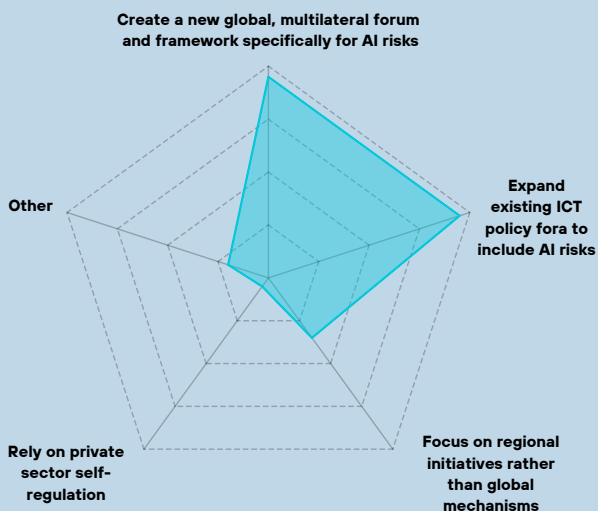 Create a new global, multilateral forum
and framework specifically for AI risks
Other
Expand
existing ICT
policy fora to
include AI risks
Rely on private
sector self-
regulation
Focus on regional
initiatives rather
than global
mechanisms